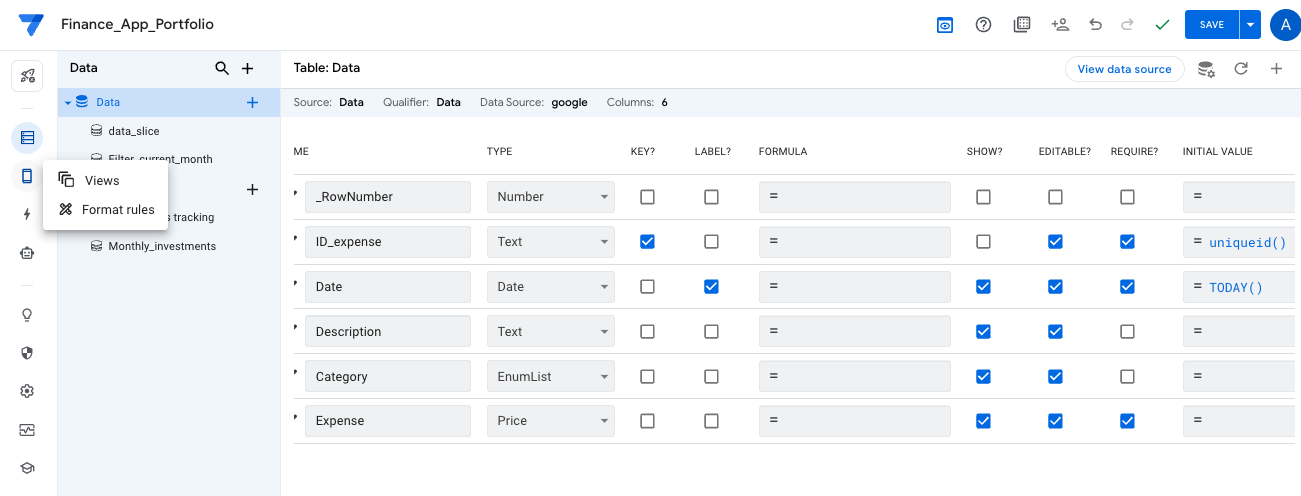 Finance_App_Portfolio
SAVE
A
Data
Table: Data
View data source
Data
Source: Data Qualifier: Data Data Source: google Columns: 6
data_slice
Filter_current_month
Views
Format rules
s tracking
Monthly_investments
ME TYPE KEY? LABEL? FORMULA SHOW? EDITABLE? REQUIRE? INITIAL VALUE
_RowNumber Number = =
ID_expense Text = = uniqueid()
Date Date = = TODAY()
Description Text = =
Category EnumList = =
Expense Price = =